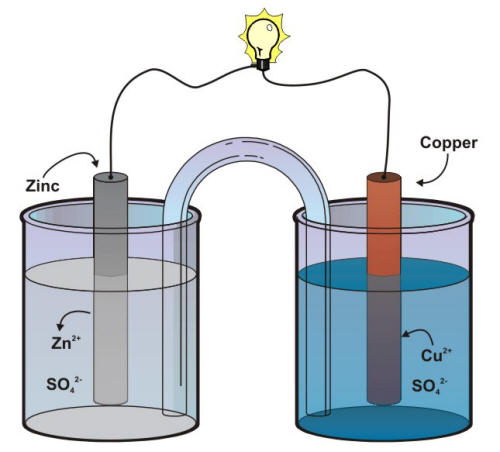 Copper
Zinc
Zn²⁺
Cu²⁺
SO₄²⁻
SO₄²⁻